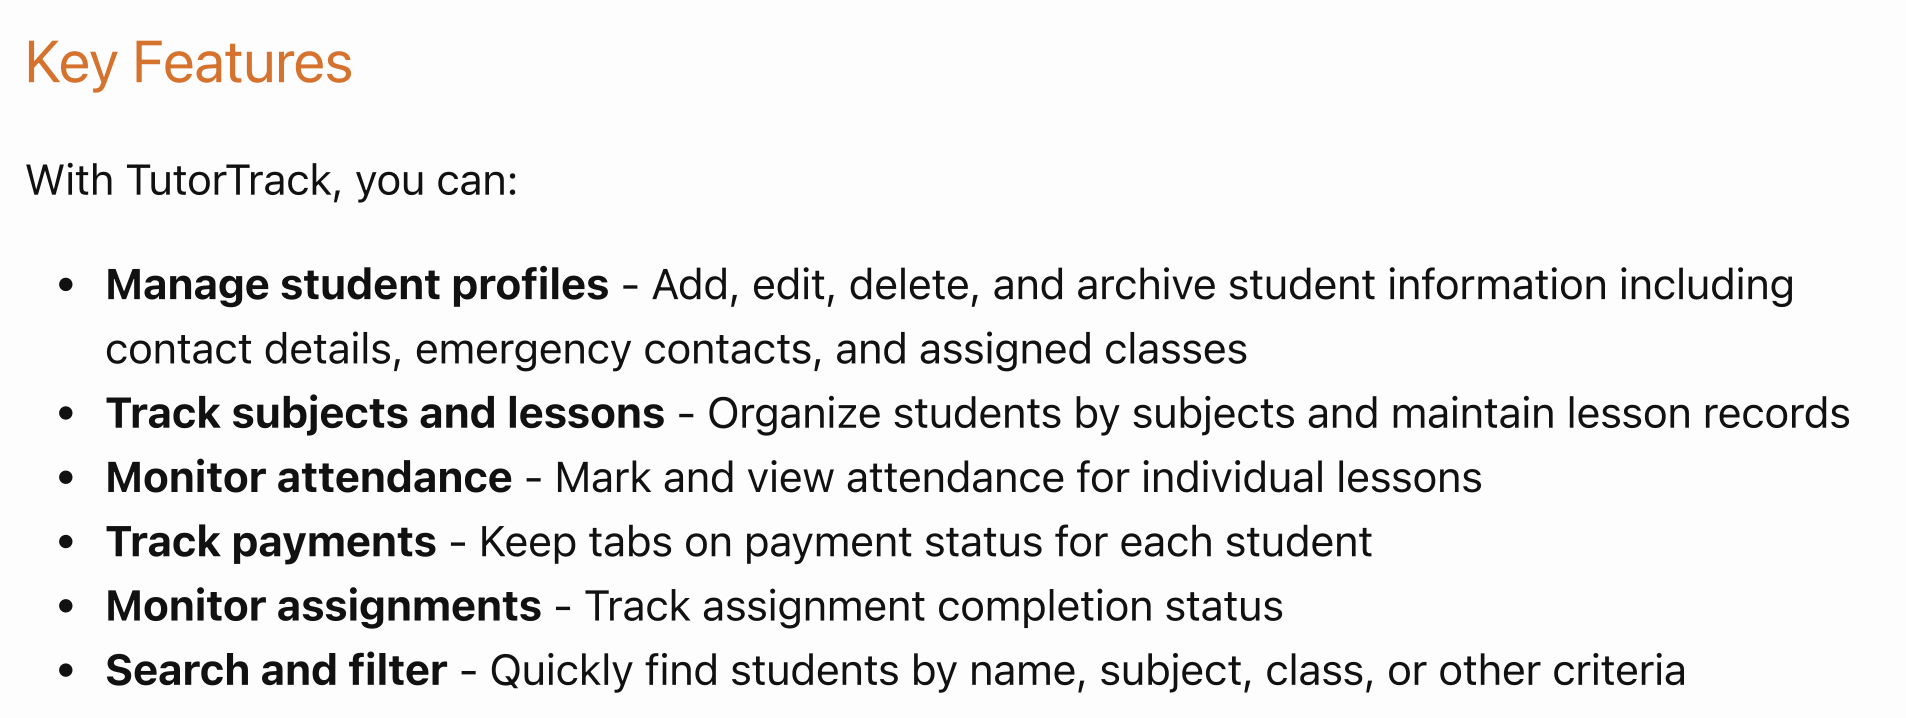 Key Features
With TutorTrack, you can:
• Manage student profiles - Add, edit, delete, and archive student information including
contact details, emergency contacts, and assigned classes
• Track subjects and lessons - Organize students by subjects and maintain lesson records
• Monitor attendance - Mark and view attendance for individual lessons
• Track payments - Keep tabs on payment status for each student
• Monitor assignments - Track assignment completion status
• Search and filter - Quickly find students by name, subject, class, or other criteria